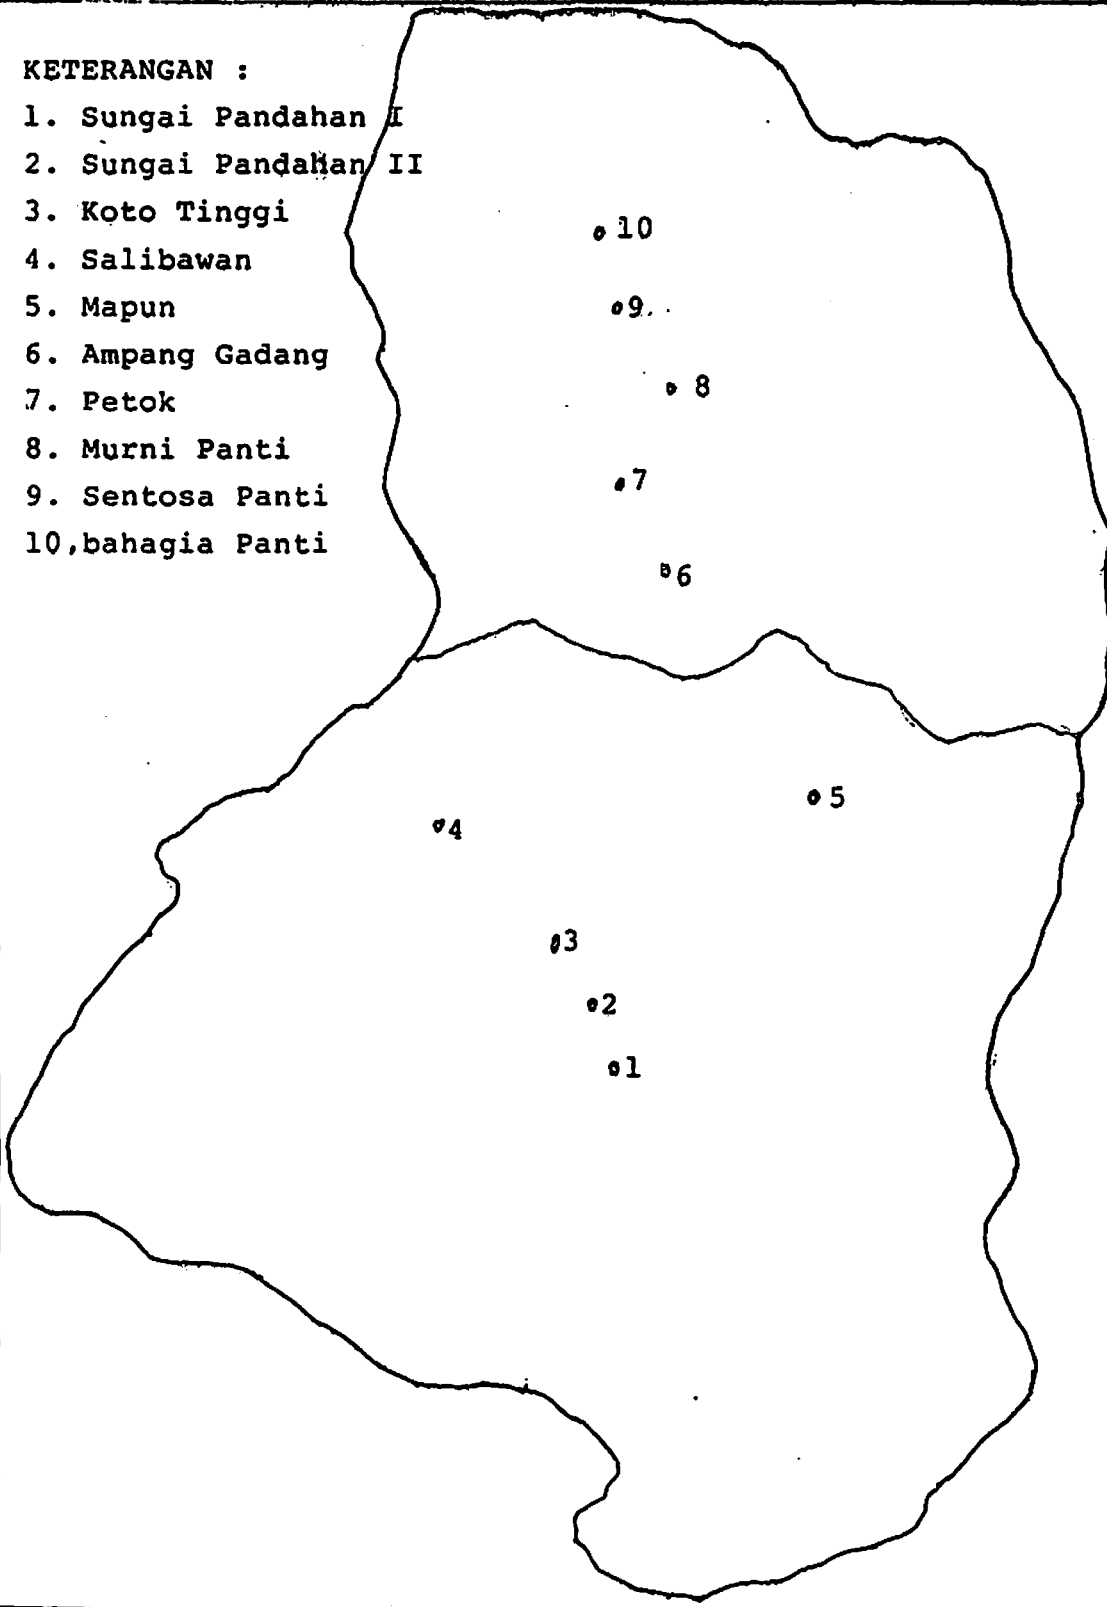 KETERANGAN :
1. Sungai Pandahan I
2. Sungai Pandahan II
3. Koto Tinggi
4. Salibawan
5. Mapun
6. Ampang Gadang
7. Petok
8. Murni Panti
9. Sentosa Panti
10,bahagia Panti
10
9
8
7
6
5
4
3
2
1